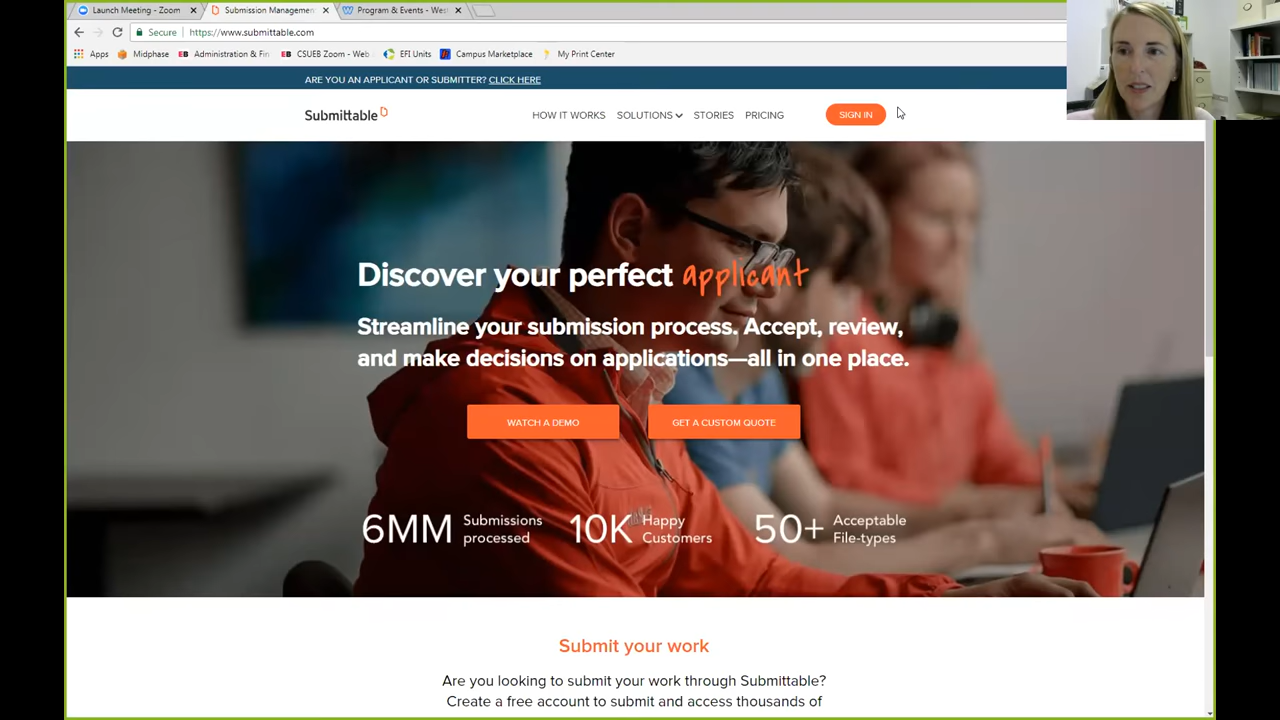 Launch Meeting - Zoom
Submission Managemen
Program & Events - Wes
Secure https://www.submittable.com
Apps Midphase Administration & Fin CSUEB Zoom - Web EFI Units Campus Marketplace My Print Center
ARE YOU AN APPLICANT OR SUBMITTER? CLICK HERE
Submittable
HOW IT WORKS SOLUTIONS STORIES PRICING SIGN IN
Discover your perfect applicant
Streamline your submission process. Accept, review,
and make decisions on applications—all in one place.
WATCH A DEMO GET A CUSTOM QUOTE
6MM Submissions processed
10K Happy Customers
50+ Acceptable File-types
Submit your work
Are you looking to submit your work through Submittable?
Create a free account to submit and access thousands of